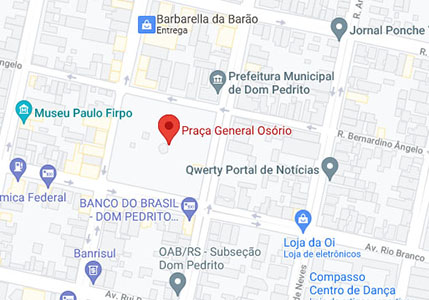 Barbarella da Barão
Entrega
Jornal Ponche
Prefeitura Municipal
de Dom Pedrito
Museu Paulo Firpo
Praça General Osório
R. Bernardino Ângelo
Qwerty Portal de Notícias
mica Federal
BANCO DO BRASIL
- DOM PEDRITO...
Loja da Oi
Loja de eletrônicos
Av. Rio Branco
Banrisul
OAB/RS - Subseção
Dom Pedrito
Compasso
Centro de Dança
de Neves
Av. Rui